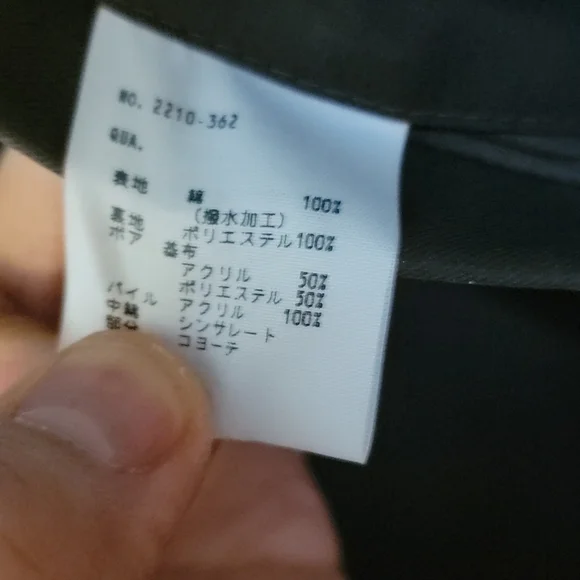 NO. 2210-362
QUA.
表地 綿 100%
(撥水加工)
裏地 ポリエステル100%
ボア 基布
アクリル 50%
ポリエステル 50%
パイル アクリル 100%
中綿 シンサレート
部分 コヨーテ